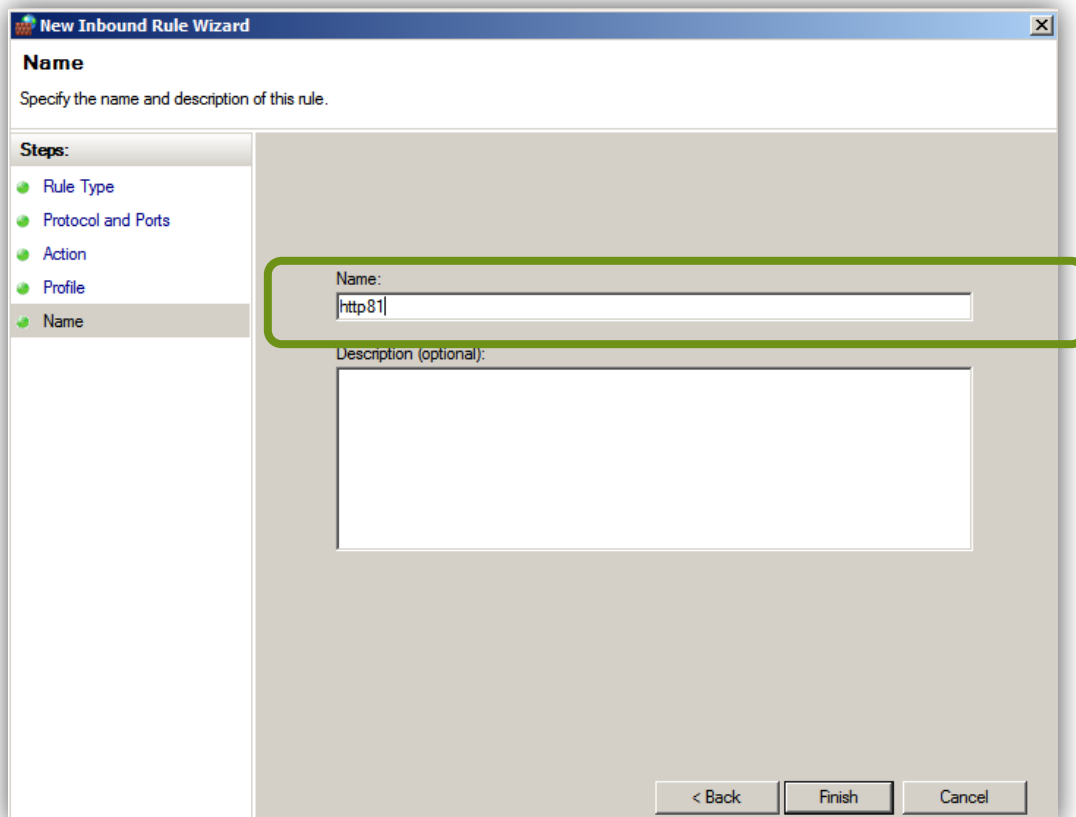 New Inbound Rule Wizard
Name
Specify the name and description of this rule.
Steps:
Rule Type
Protocol and Ports
Action
Profile
Name
Name:
http81
Description (optional):
< Back
Finish
Cancel